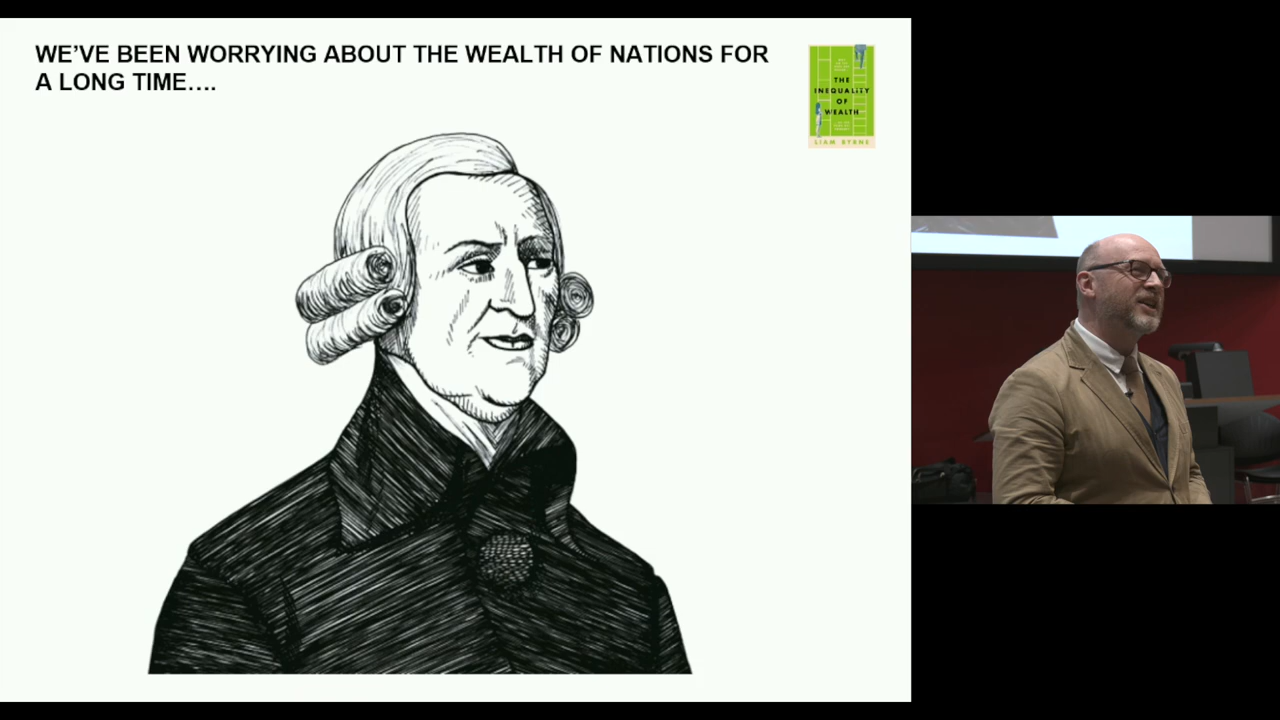 WE’VE BEEN WORRYING ABOUT THE WEALTH OF NATIONS FOR
A LONG TIME….
THE
INEQUALITY
OF
WEALTH
LIAM BYRNE